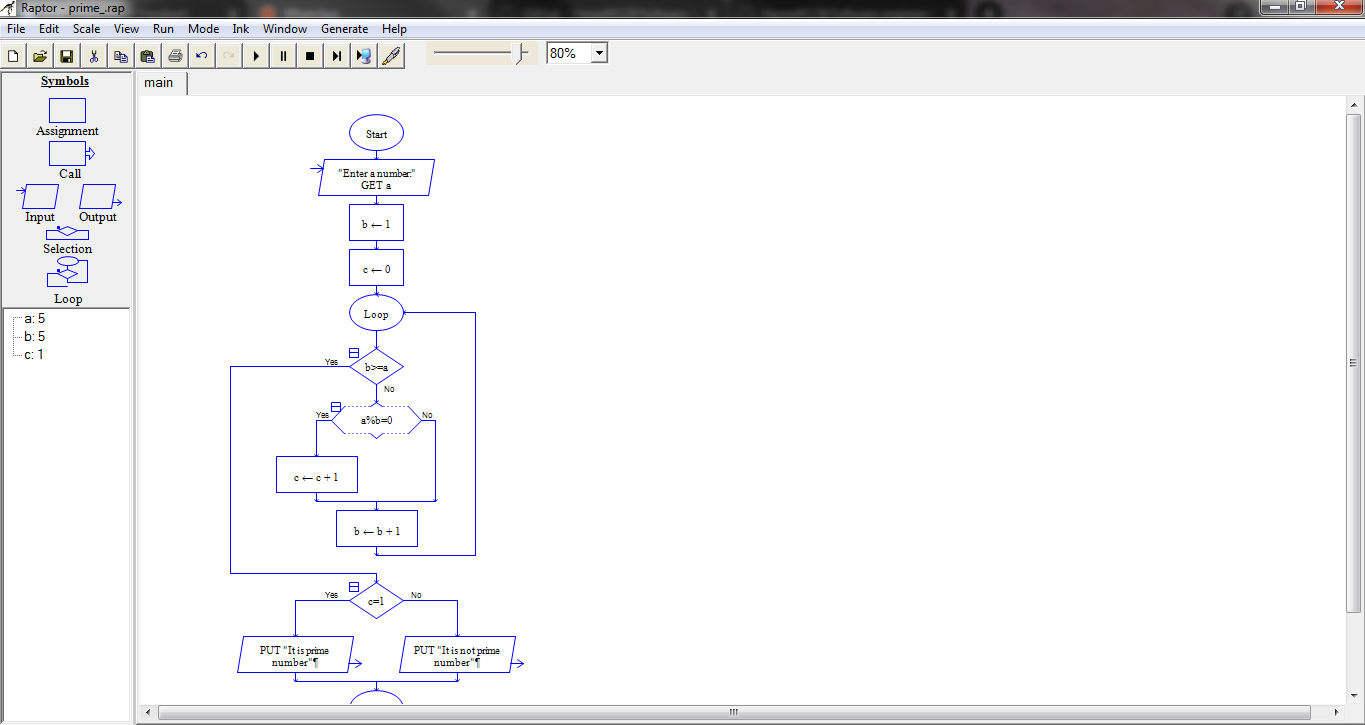 Raptor - prime_.rap
File Edit Scale View Run Mode Ink Window Generate Help
80%
Symbols
main
Assignment
Call
Input Output
Selection
Loop
a: 5
b: 5
c: 1
Start
"Enter a number:"
GET a
b ← 1
c ← 0
Loop
Yes
b>=a
No
Yes
a%b=0
No
c ← c + 1
b ← b + 1
Yes
c=1
No
PUT "It is prime
number"¶
PUT "It is not prime
number"¶